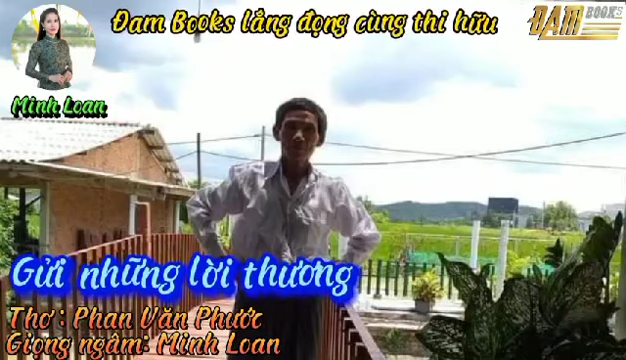 Đam Books lắng đọng cùng thi hữu
ĐAM BOOKS
Minh Loan
Gửi những lời thương
Thơ : Phan Văn Phước
Giọng ngâm: Minh Loan